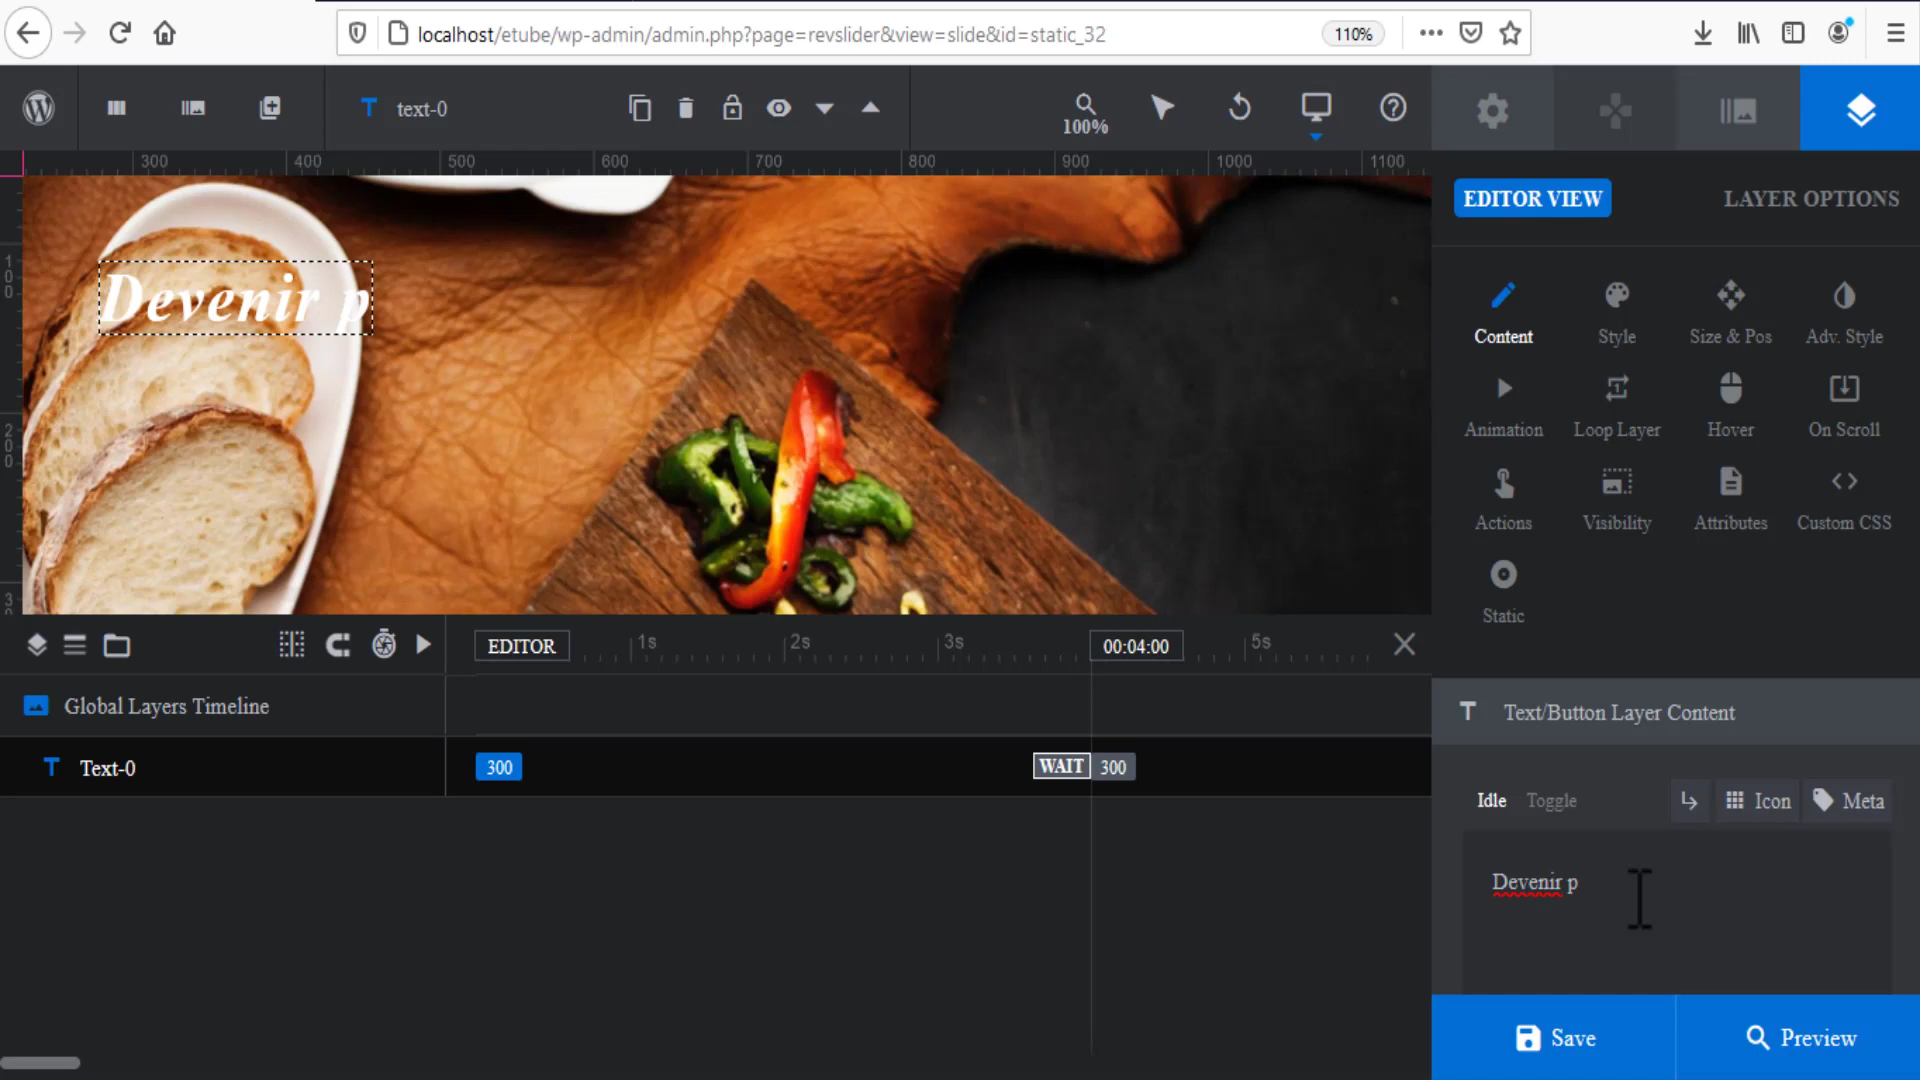 localhost/etube/wp-admin/admin.php?page=revslider&view=slide&id=static_32
110%
text-0
100%
300 400 500 600 700 800 900 1000 1100
100
200
3
Devenir p
EDITOR VIEW
LAYER OPTIONS
Content Style Size & Pos Adv. Style
Animation Loop Layer Hover On Scroll
Actions Visibility Attributes Custom CSS
Static
EDITOR 1s 2s 3s 00:04:00 5s
Global Layers Timeline
Text-0 300 WAIT 300
Text/Button Layer Content
Idle Toggle Icon Meta
Devenir p
Save Preview